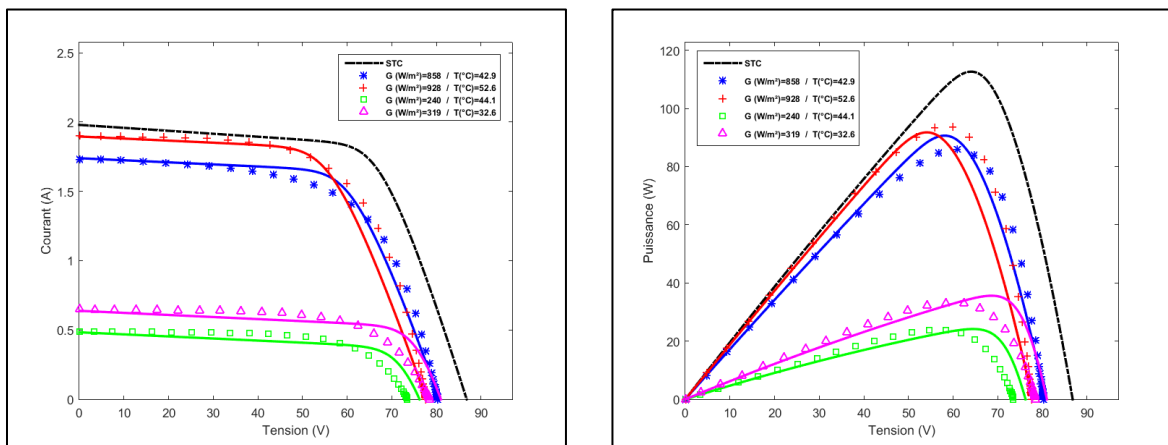 2.5
2
1.5
1
0.5
0
Courant (A)
0 10 20 30 40 50 60 70 80 90
Tension (V)
STC
G (W/m²)=858 / T(°C)=42.9
G (W/m²)=928 / T(°C)=52.6
G (W/m²)=240 / T(°C)=44.1
G (W/m²)=319 / T(°C)=32.6
120
100
80
60
40
20
0
Puissance (W)
0 10 20 30 40 50 60 70 80 90
Tension (V)
STC
G (W/m²)=858 / T(°C)=42.9
G (W/m²)=928 / T(°C)=52.6
G (W/m²)=240 / T(°C)=44.1
G (W/m²)=319 / T(°C)=32.6